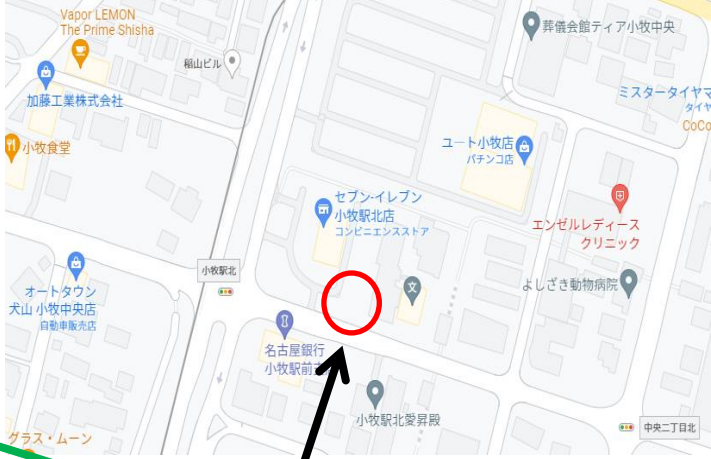 Vapor LEMON
The Prime Shisha
稲山ビル
加藤工業株式会社
小牧食堂
葬儀会館ティア小牧中央
ミスタータイヤマ
タイヤ
CoCo
ユート小牧店
パチンコ店
セブン-イレブン
小牧駅北店
コンビニエンスストア
エンゼルレディース
クリニック
よしざき動物病院
小牧駅北
オートタウン
犬山 小牧中央店
自動車販売店
文
名古屋銀行
小牧駅前
小牧駅北愛昇殿
中央二丁目北
グラス・ムーン